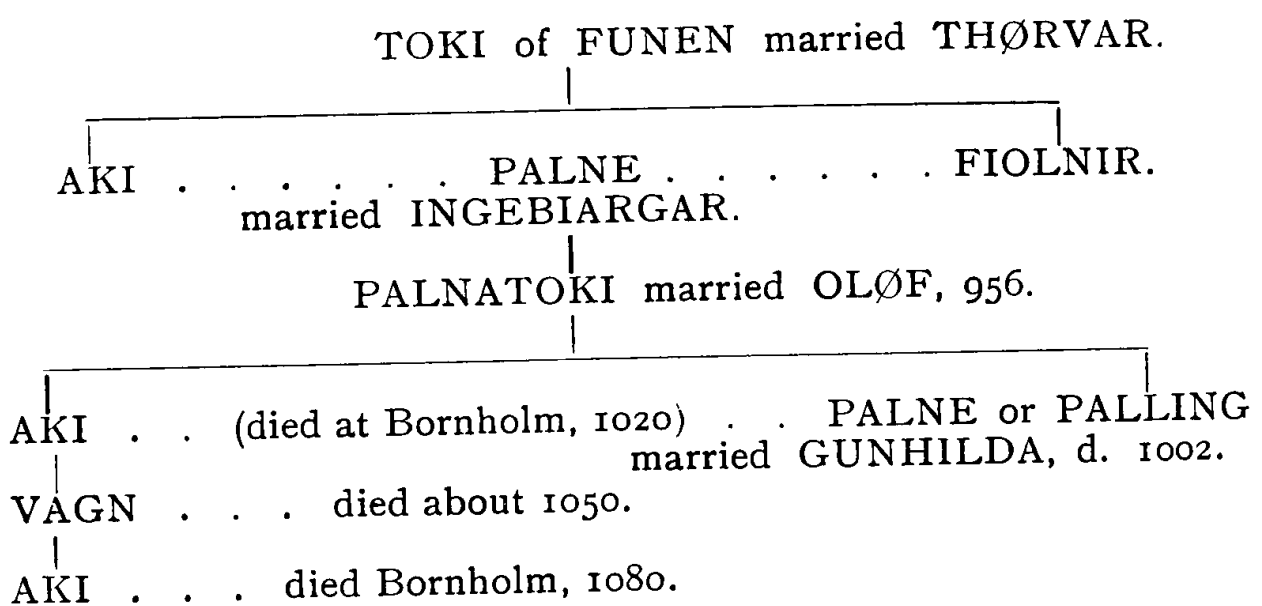 TOKI of FUNEN married THØRVAR.
AKI . . . . . . PALNE . . . . . . FIOLNIR.
married INGEBIARGAR.
PALNATOKI married OLØF, 956.
AKI . . (died at Bornholm, 1020) . . PALNE or PALLING
married GUNHILDA, d. 1002.
VAGN . . . died about 1050.
AKI . . . died Bornholm, 1080.